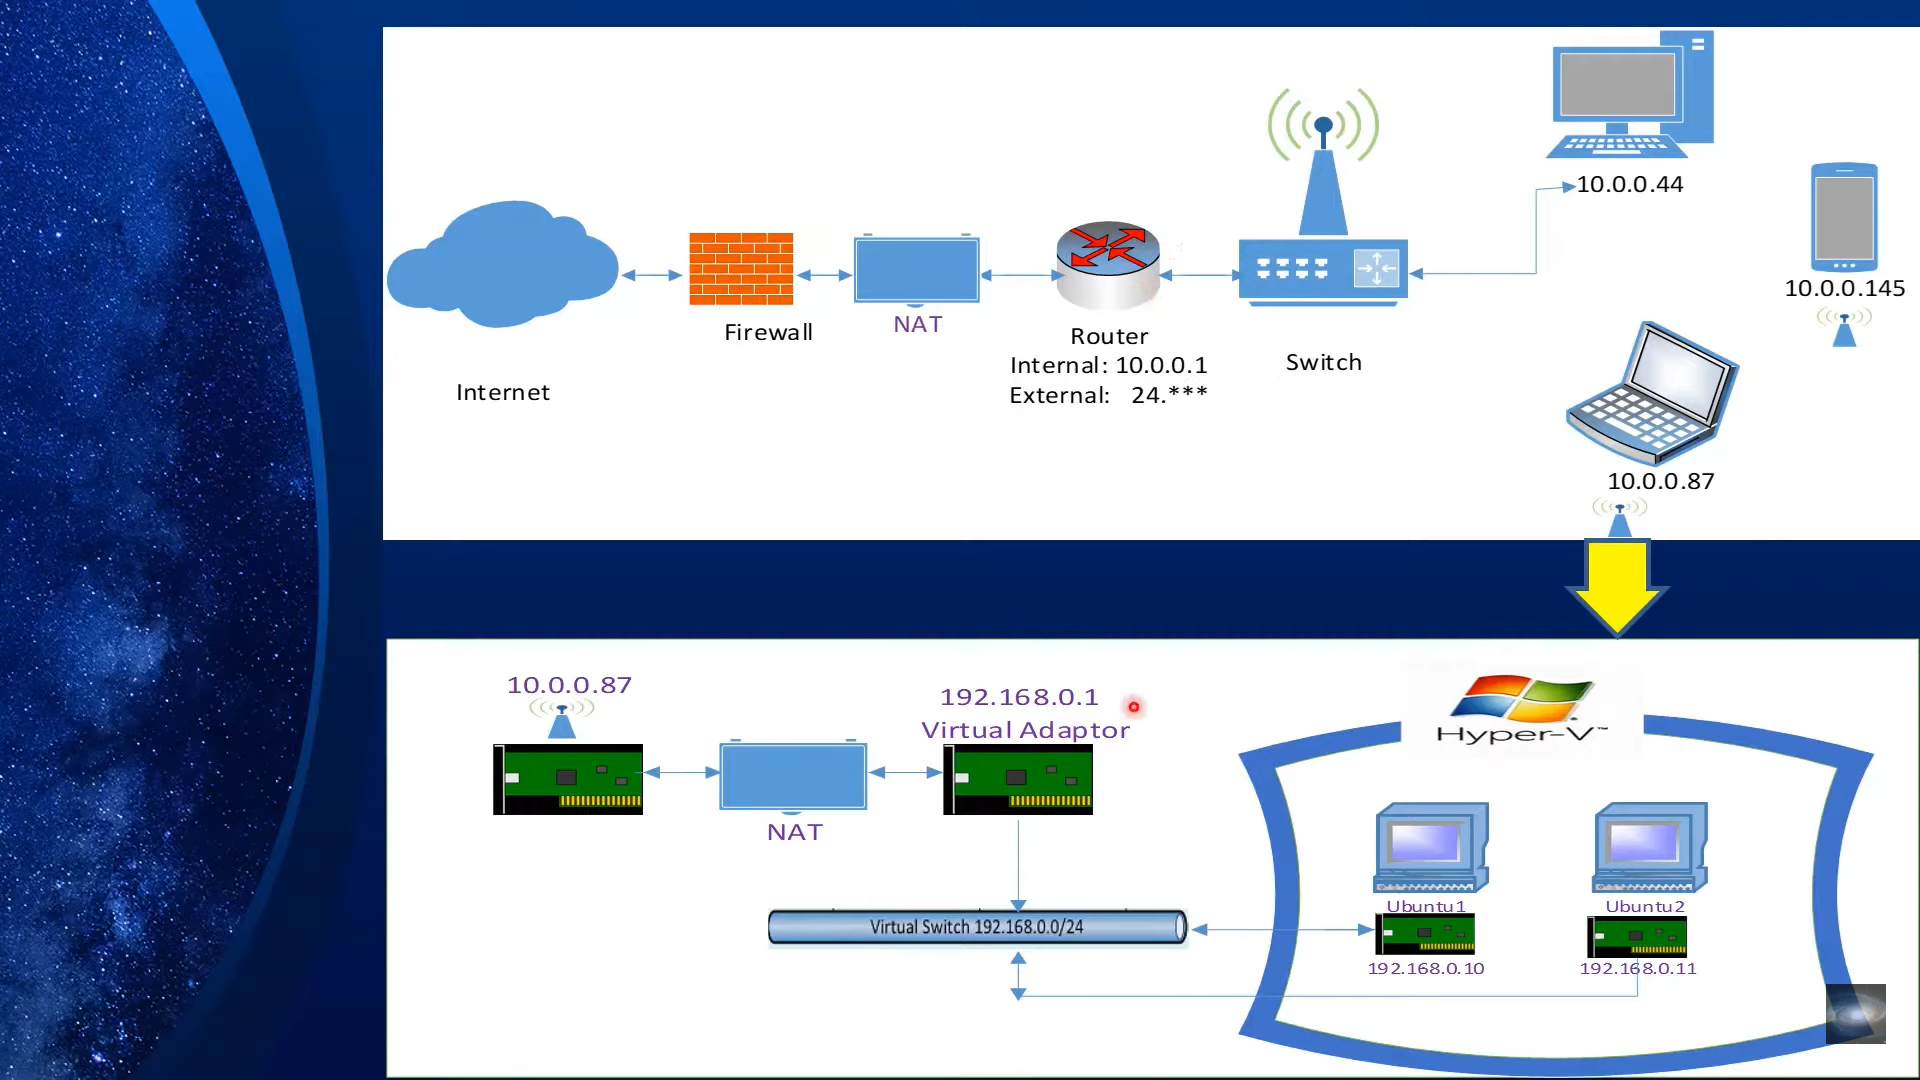 10.0.0.44
10.0.0.145
Firewall
NAT
Router
Internal: 10.0.0.1
External: 24.***
Switch
Internet
10.0.0.87
10.0.0.87
NAT
192.168.0.1
Virtual Adaptor
Virtual Switch 192.168.0.0/24
Hyper-V™
Ubuntu1
192.168.0.10
Ubuntu2
192.168.0.11